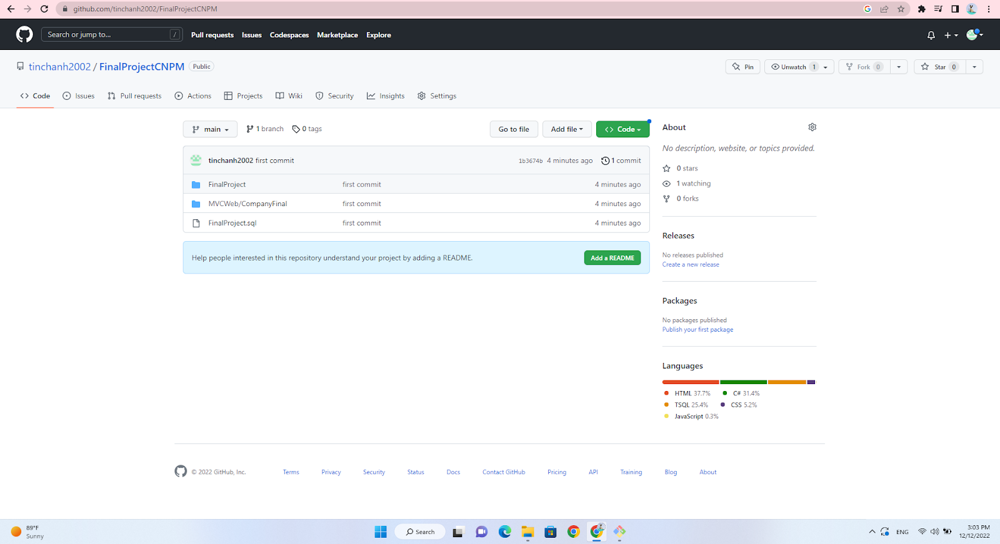 github.com/tinchanh2002/FinalProjectCNPM
Search or jump to... /
Pull requests Issues Codespaces Marketplace Explore
tinchanh2002 / FinalProjectCNPM Public
Pin Unwatch 1 Fork 0 Star 0
Code Issues Pull requests Actions Projects Wiki Security Insights Settings
main 1 branch 0 tags Go to file Add file Code
tinchanh2002 first commit 1b3674b 4 minutes ago 1 commit
FinalProject first commit 4 minutes ago
MVCWeb/CompanyFinal first commit 4 minutes ago
FinalProject.sql first commit 4 minutes ago
Help people interested in this repository understand your project by adding a README. Add a README
About
No description, website, or topics provided.
0 stars
1 watching
0 forks
Releases
No releases published
Create a new release
Packages
No packages published
Publish your first package
Languages
HTML 37.7% C# 31.4%
TSQL 25.4% CSS 5.2%
JavaScript 0.3%
© 2022 GitHub, Inc. Terms Privacy Security Status Docs Contact GitHub Pricing API Training Blog About
89°F
Sunny
Search
ENG
3:03 PM
12/12/2022